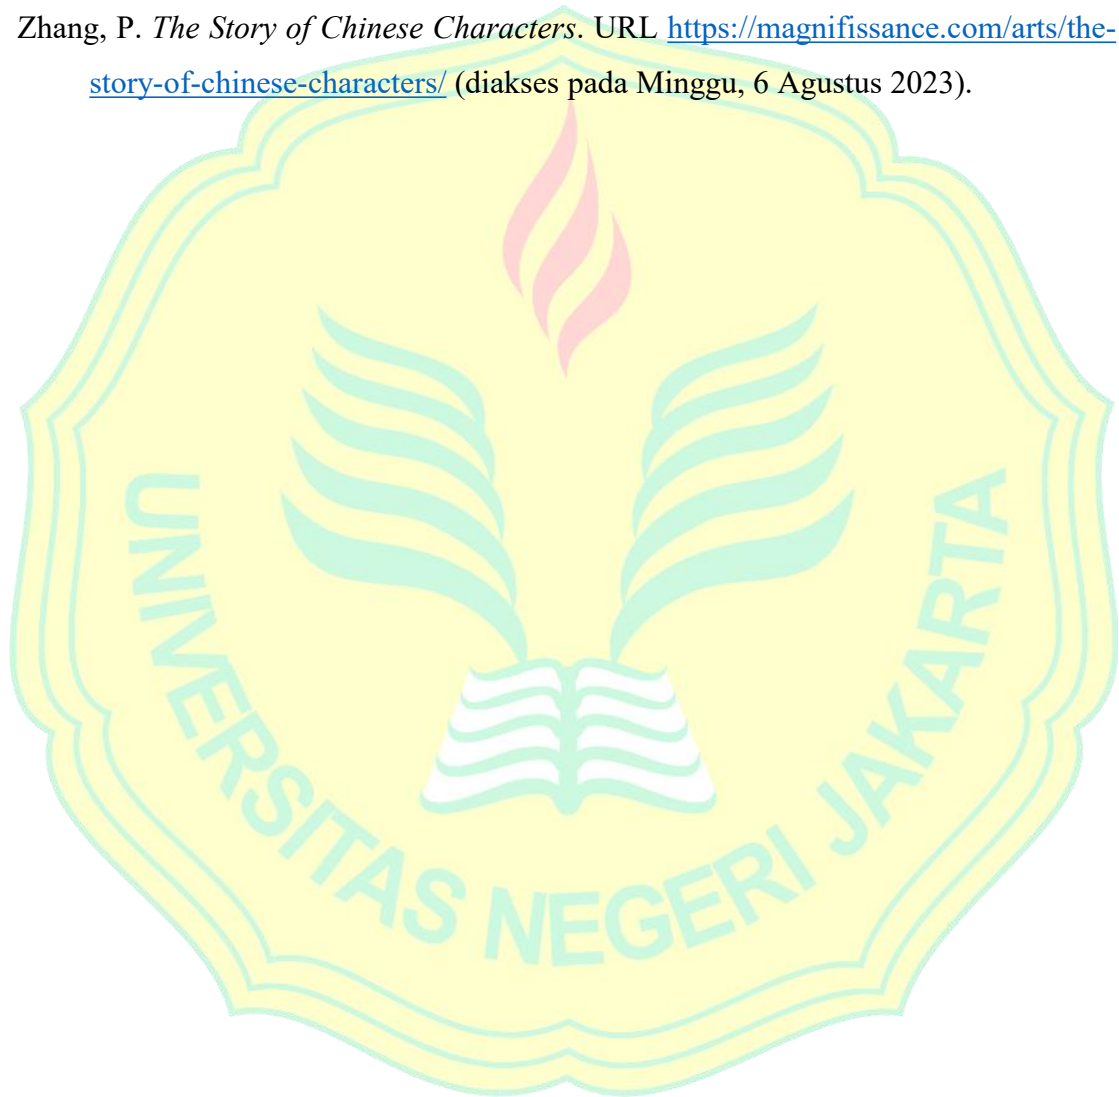 Zhang, P. The Story of Chinese Characters. URL https://magnifissance.com/arts/the-
story-of-chinese-characters/ (diakses pada Minggu, 6 Agustus 2023).
UNIVERSITAS NEGERI JAKARTA